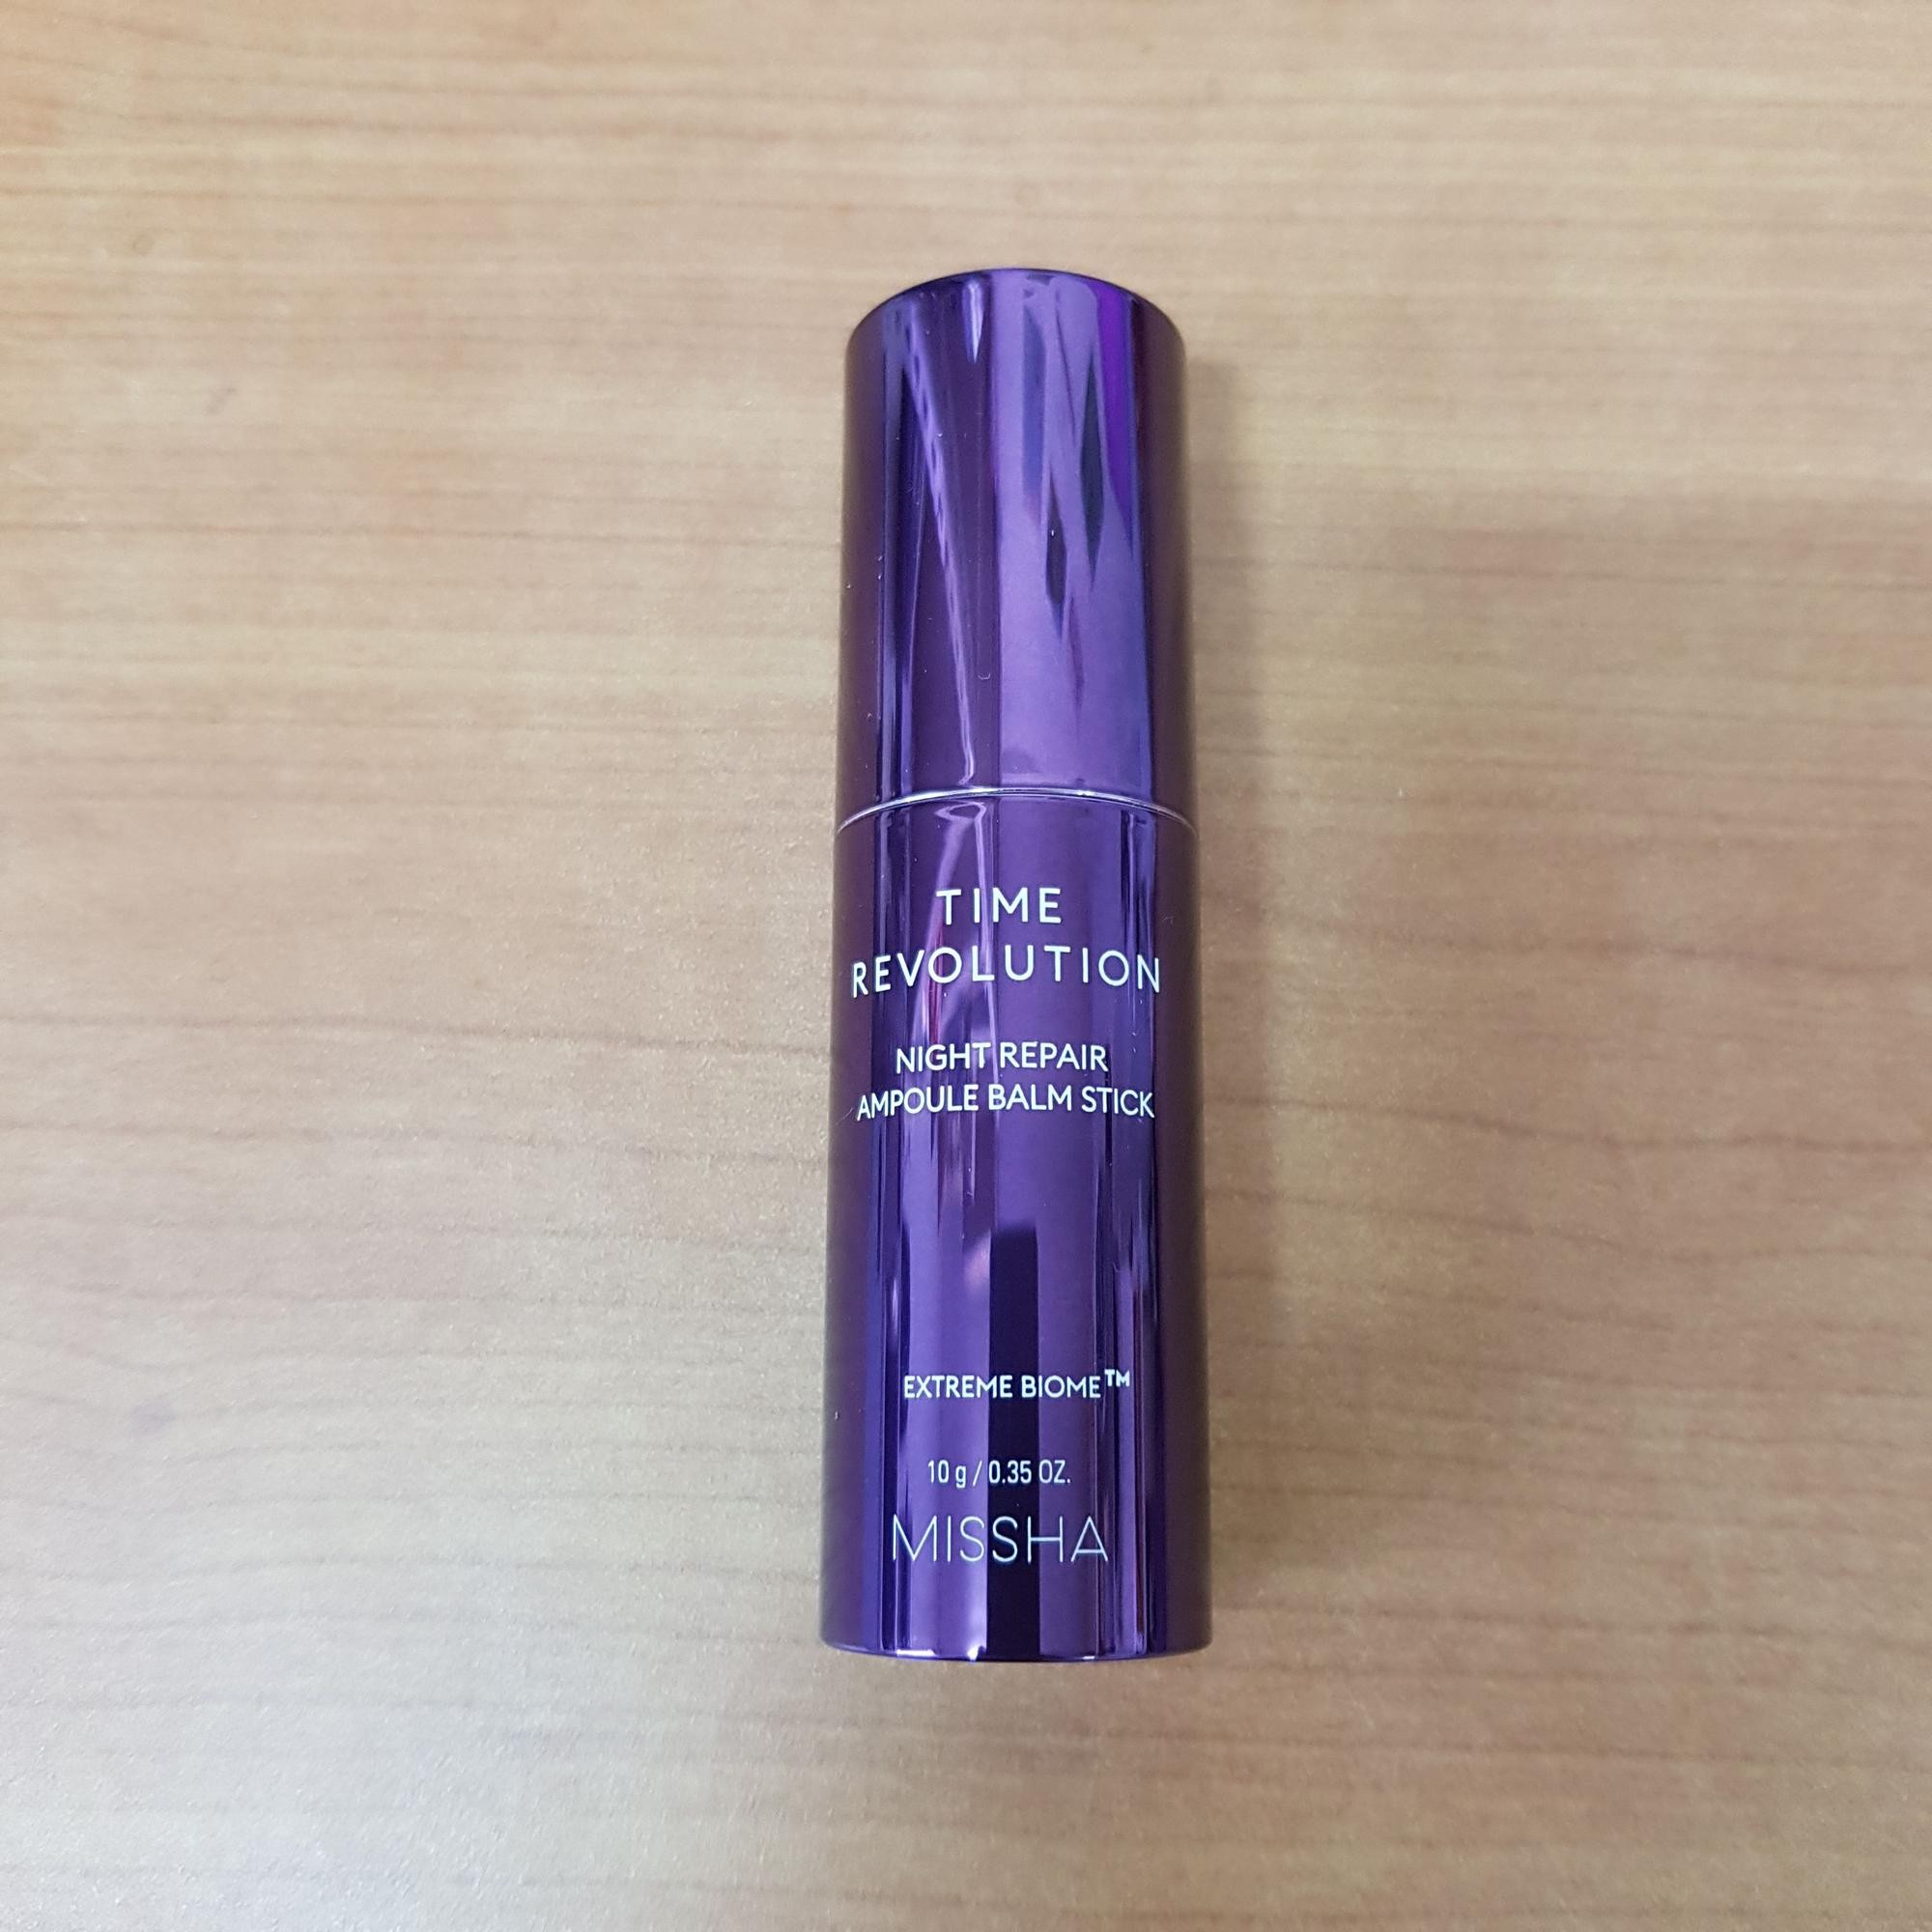 TIME
REVOLUTION
NIGHT REPAIR
AMPOULE BALM STICK
EXTREME BIOME™
10 g / 0.35 OZ.
MISSHA